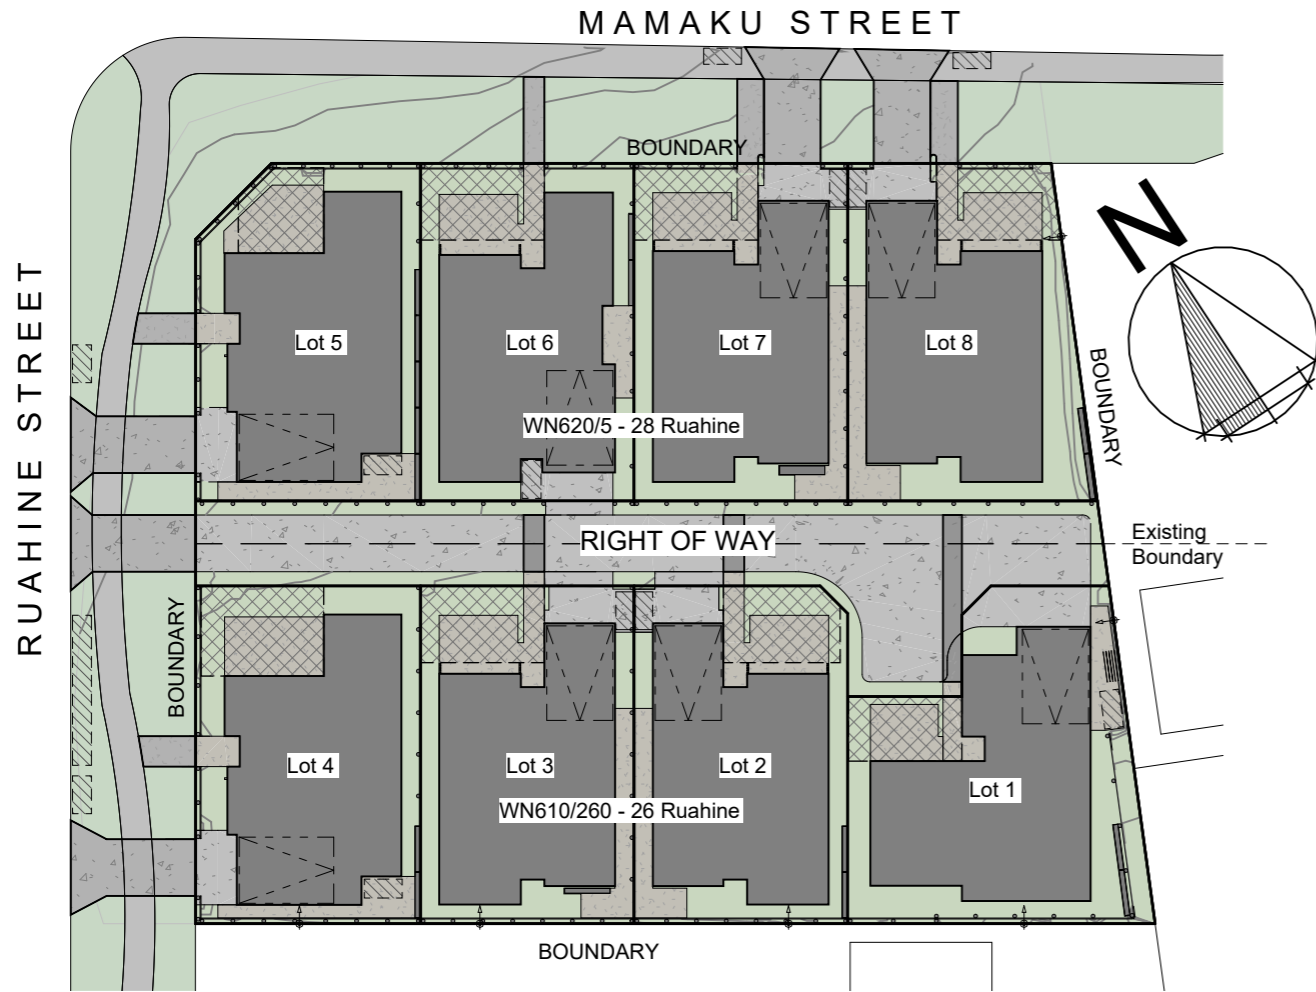 MAMAKU STREET
BOUNDARY
N
RUAHINE STREET
Lot 5
Lot 6
Lot 7
Lot 8
BOUNDARY
WN620/5 - 28 Ruahine
RIGHT OF WAY
Existing
Boundary
BOUNDARY
Lot 4
Lot 3
Lot 2
Lot 1
WN610/260 - 26 Ruahine
BOUNDARY